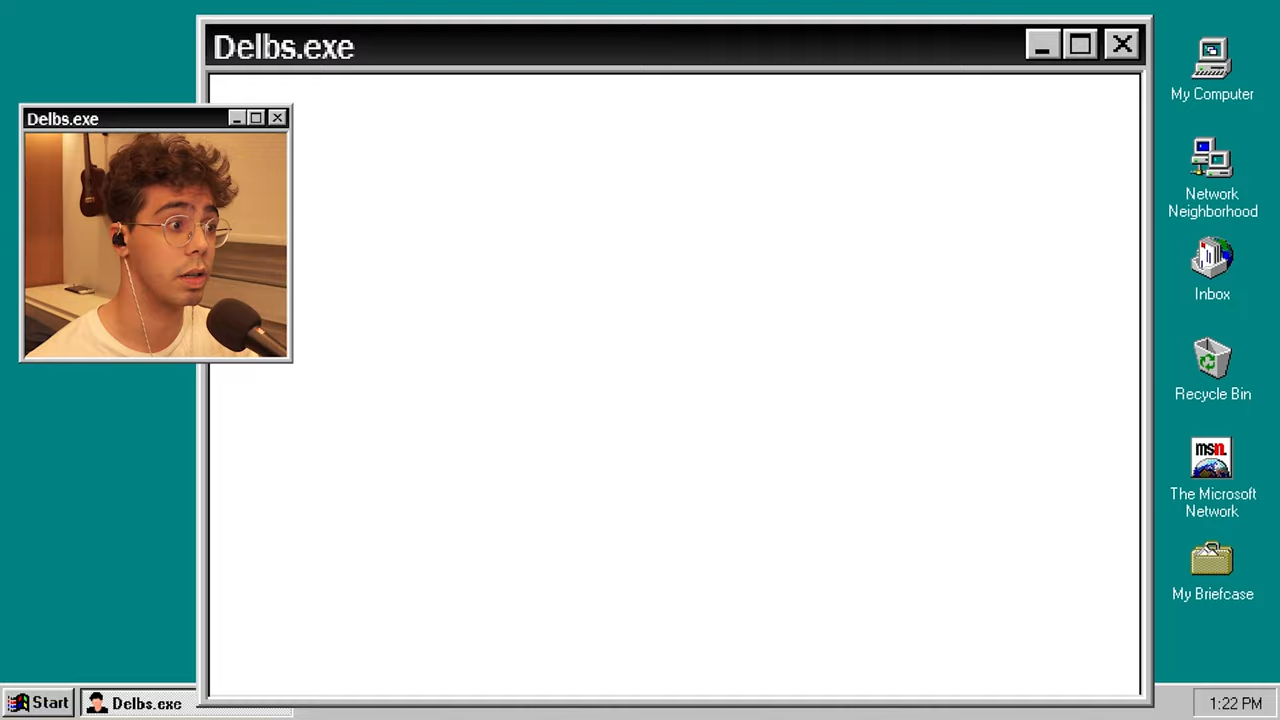 Delbs.exe
Delbs.exe
My Computer
Network
Neighborhood
Inbox
Recycle Bin
msn.
The Microsoft
Network
My Briefcase
Start
Delbs.exe
1:22 PM